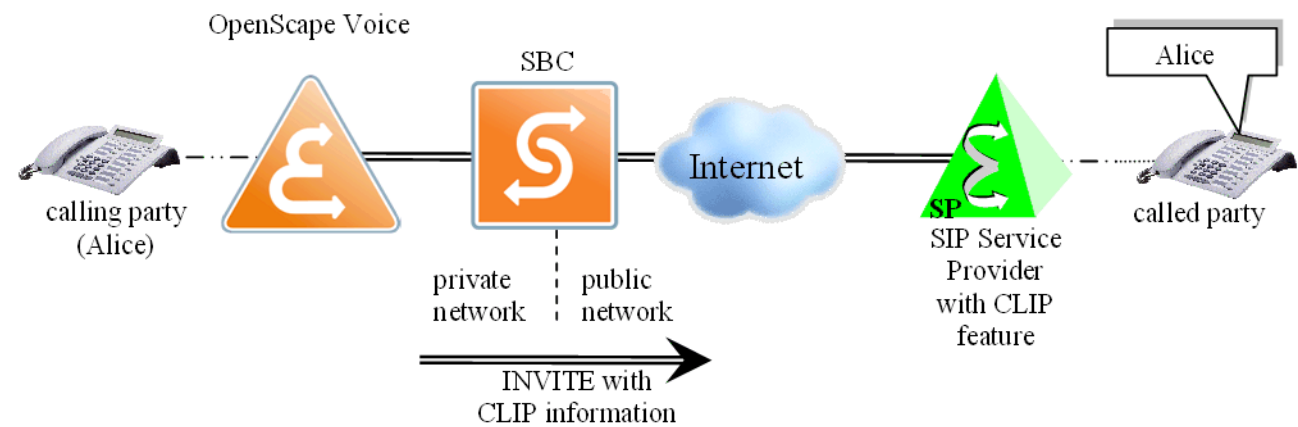 OpenScape Voice
SBC
Alice
Internet
calling party
(Alice)
SP
SIP Service
Provider
with CLIP
feature
called party
private
network
public
network
INVITE with
CLIP information